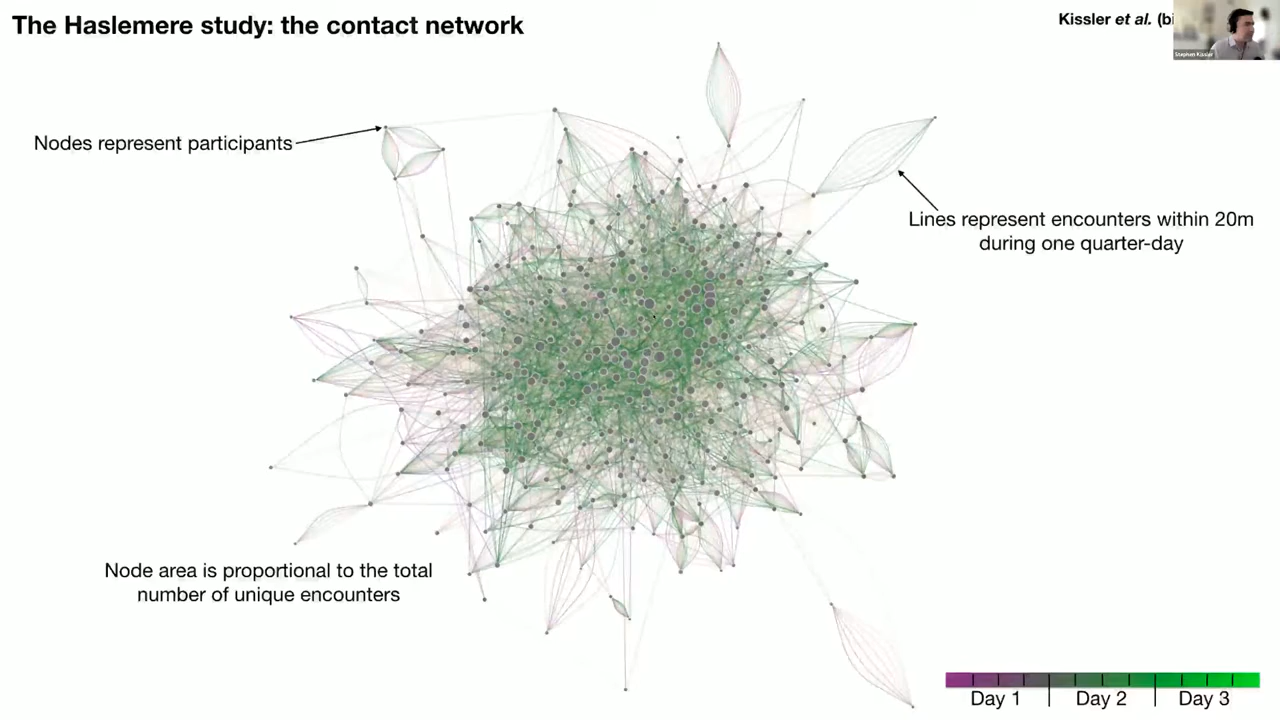 The Haslemere study: the contact network
Kissler et al.
Stephen Kissler
Nodes represent participants
Lines represent encounters within 20m
during one quarter-day
Node area is proportional to the total
number of unique encounters
Day 1 Day 2 Day 3